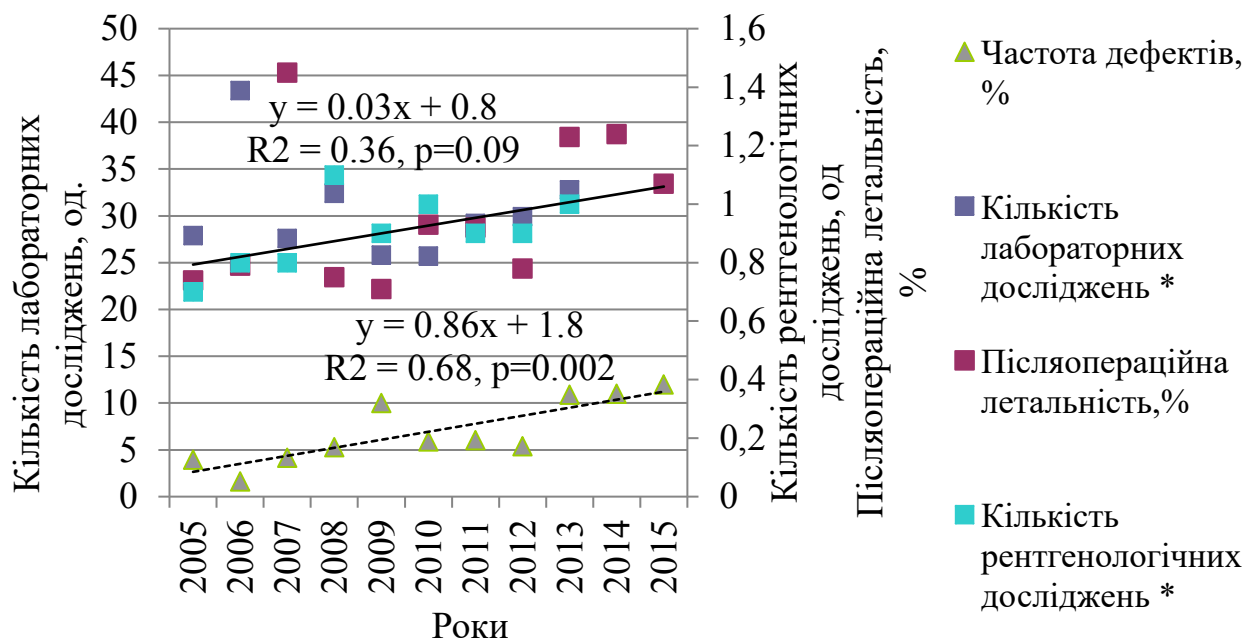 Кількість лабораторних
досліджень, од.
50
45
40
35
30
25
20
15
10
5
0
y = 0.03x + 0.8
R2 = 0.36, p=0.09
y = 0.86x + 1.8
R2 = 0.68, p=0.002
1,6
1,4
1,2
1
0,8
0,6
0,4
0,2
0
Кількість рентгенологічних
досліджень, од
Післяопераційна летальність,
%
2005
2006
2007
2008
2009
2010
2011
2012
2013
2014
2015
Роки
Частота дефектів,
%
Кількість
лабораторних
досліджень *
Післяопераційна
летальність,%
Кількість
рентгенологічних
досліджень *